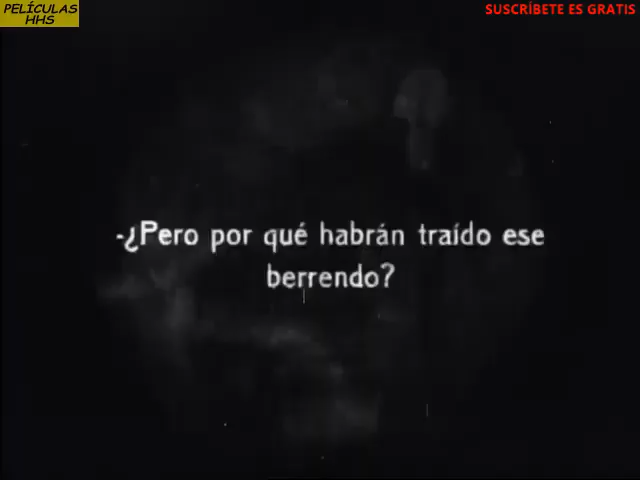 PELÍCULAS
HHS
SUSCRÍBETE ES GRATIS
-¿Pero por qué habrán traído ese
berrendo?